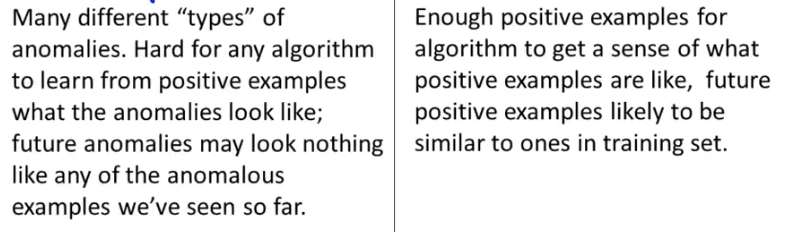 Many different “types” of
anomalies. Hard for any algorithm
to learn from positive examples
what the anomalies look like;
future anomalies may look nothing
like any of the anomalous
examples we’ve seen so far.
Enough positive examples for
algorithm to get a sense of what
positive examples are like, future
positive examples likely to be
similar to ones in training set.